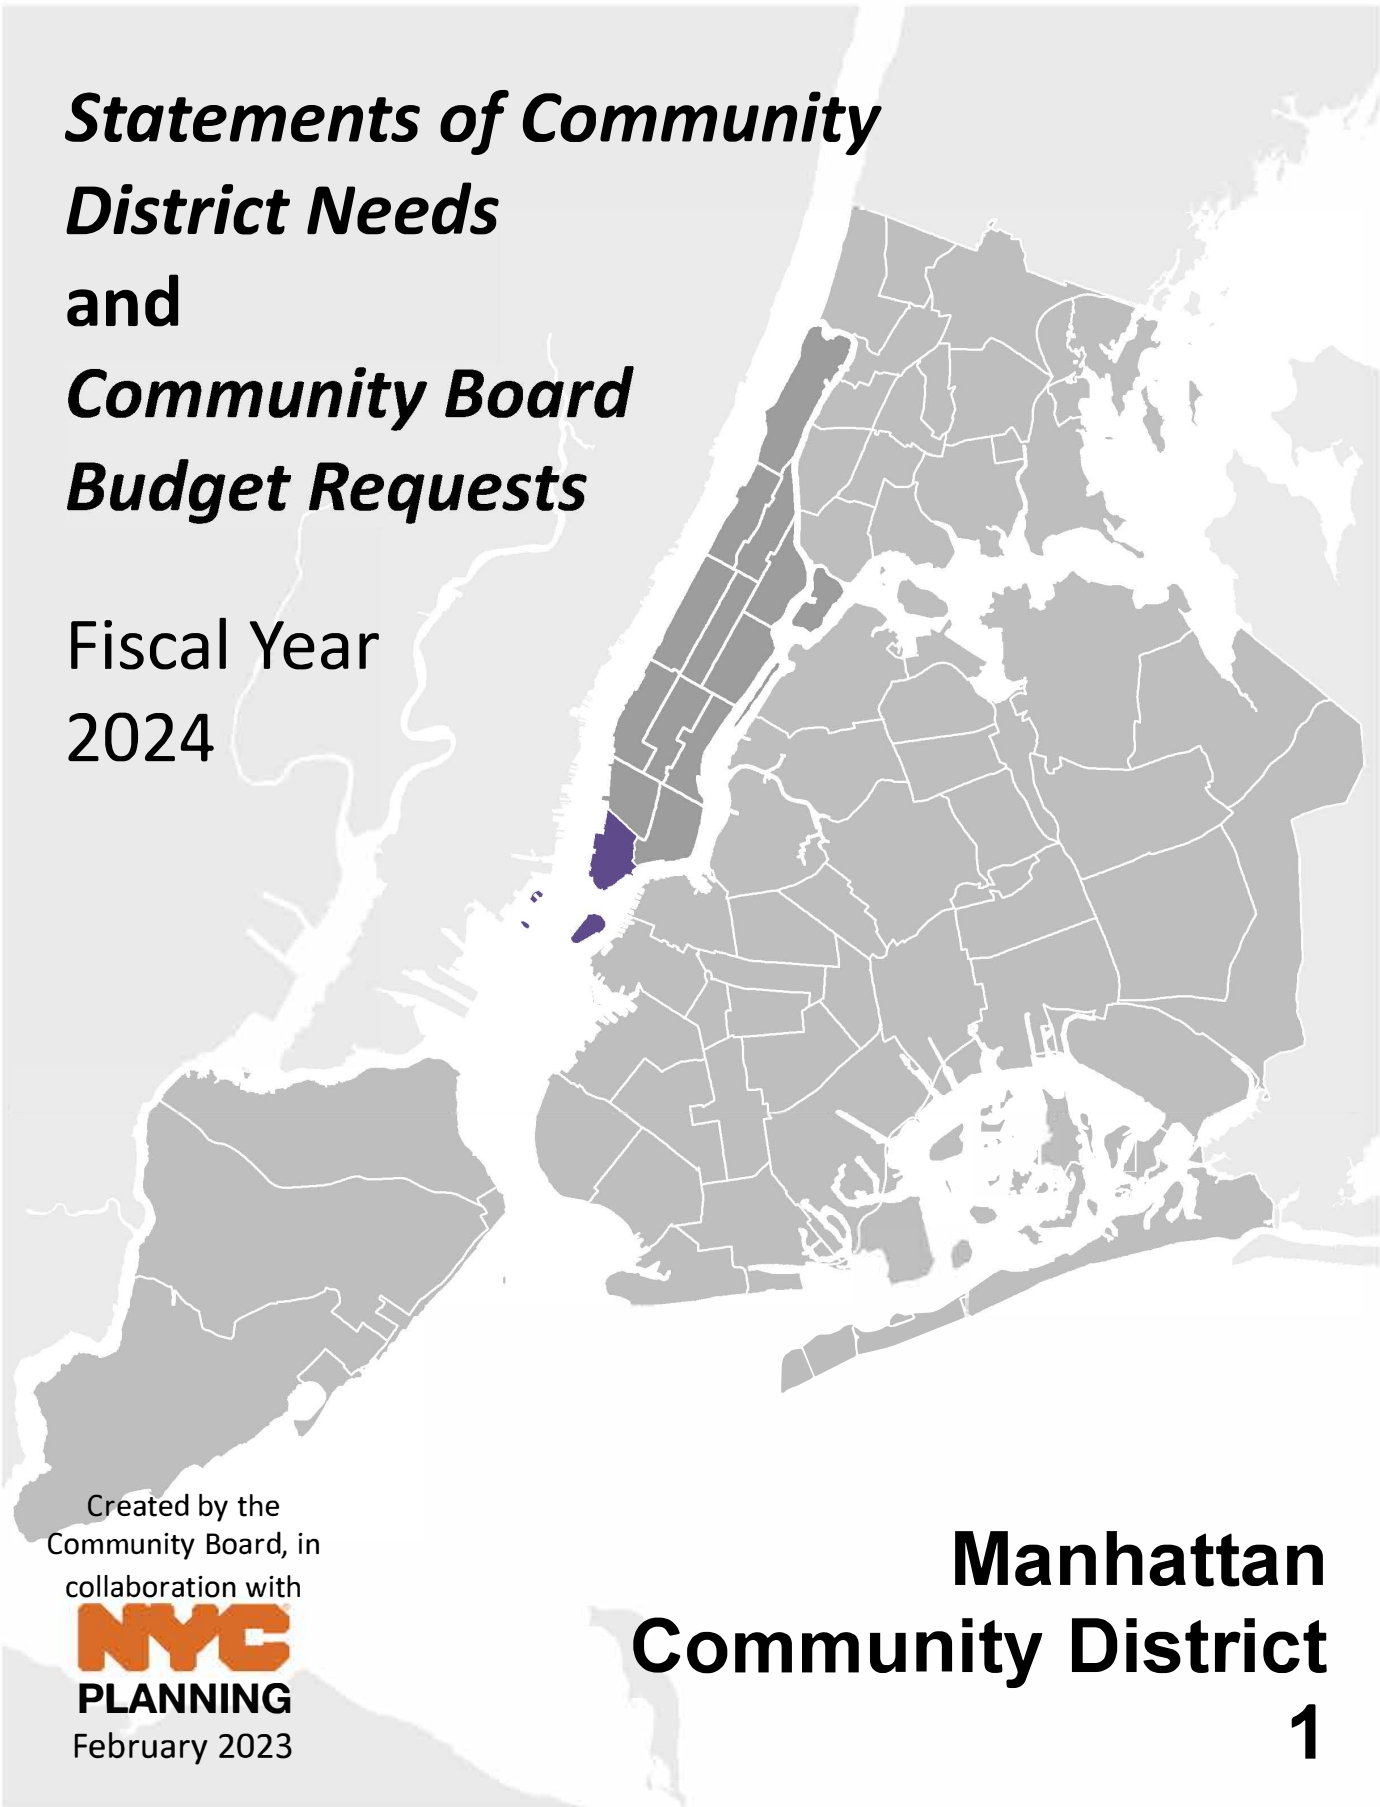 Statements of Community
District Needs
and
Community Board
Budget Requests
Fiscal Year
2024
Created by the
Community Board, in
collaboration with
NYC
PLANNING
February 2023
Manhattan
Community District
1